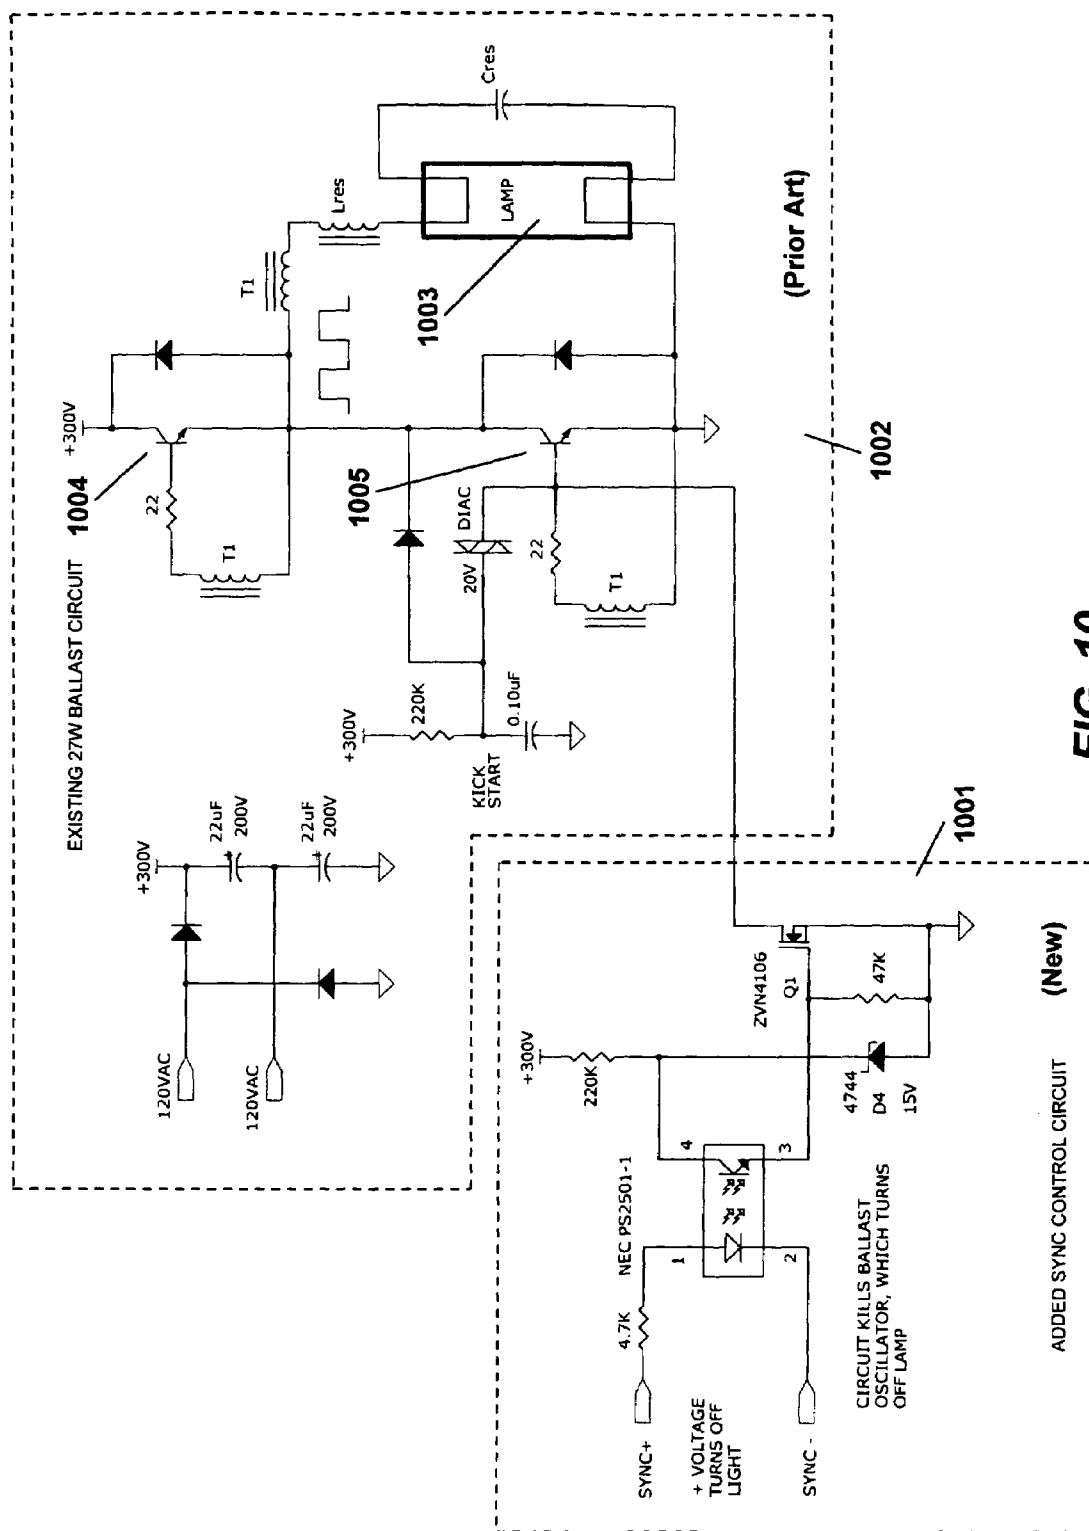 EXISTING 27W BALLAST CIRCUIT
120VAC
120VAC
+300V
22uF
200V
22uF
200V
+300V
1004
22
T1
T1
Lres
Cres
LAMP
1003
+300V
220K
KICK
START
0.10uF
20V
DIAC
1005
22
T1
1002
(Prior Art)
SYNC+
4.7K
+ VOLTAGE
TURNS OFF
LIGHT
SYNC -
NEC PS2501-1
1
2
4
3
+300V
220K
ZVN4106
Q1
47K
4744
D4
15V
CIRCUIT KILLS BALLAST
OSCILLATOR, WHICH TURNS
OFF LAMP
ADDED SYNC CONTROL CIRCUIT
(New)
1001
FIG. 10